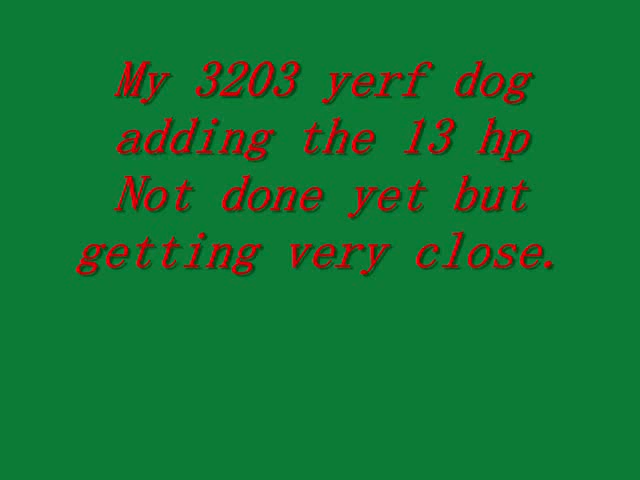 My 3203 yerf dog
adding the 13 hp
Not done yet but
getting very close.